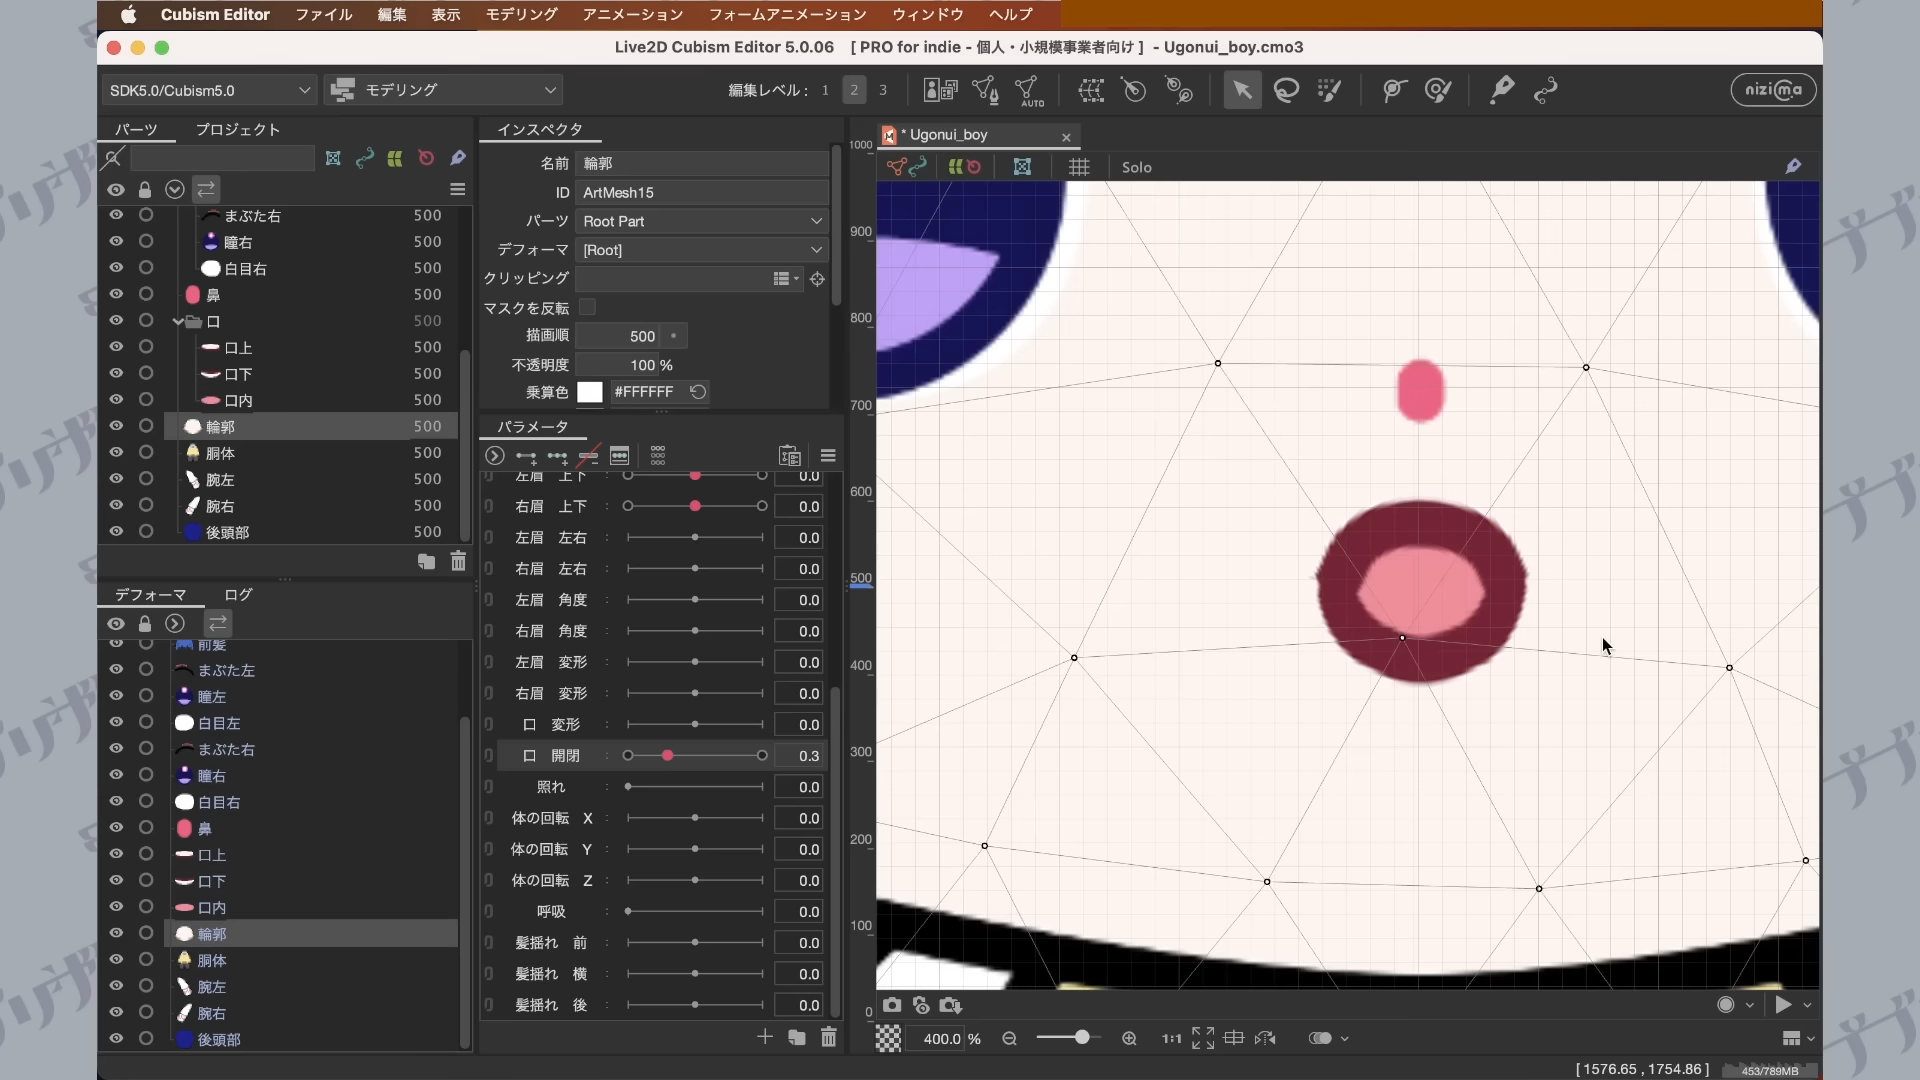 Cubism Editor ファイル 編集 表示 モデリング アニメーション フォームアニメーション ウィンドウ ヘルプ
Live2D Cubism Editor 5.0.06 [ PRO for indie - 個人・小規模事業者向け ] - Ugonui_boy.cmo3
SDK5.0/Cubism5.0 モデリング 編集レベル : 1 2 3 AUTO nizima
パーツ プロジェクト
まぶた右 500
瞳右 500
白目右 500
鼻 500
口 500
口上 500
口下 500
口内 500
輪郭 500
胴体 500
腕左 500
腕右 500
後頭部 500
デフォーマ ログ
前髪
まぶた左
瞳左
白目左
まぶた右
瞳右
白目右
鼻
口上
口下
口内
輪郭
胴体
腕左
腕右
後頭部
インスペクタ
名前 輪郭
ID ArtMesh15
パーツ Root Part
デフォーマ [Root]
クリッピング
マスクを反転
描画順 500
不透明度 100 %
乗算色 #FFFFFF
パラメータ
左眉 上下 : 0.0
右眉 上下 : 0.0
左眉 左右 : 0.0
右眉 左右 : 0.0
左眉 角度 : 0.0
右眉 角度 : 0.0
左眉 変形 : 0.0
右眉 変形 : 0.0
口 変形 : 0.0
口 開閉 : 0.3
照れ : 0.0
体の回転 X : 0.0
体の回転 Y : 0.0
体の回転 Z : 0.0
呼吸 : 0.0
髪揺れ 前 : 0.0
髪揺れ 横 : 0.0
髪揺れ 後 : 0.0
* Ugonui_boy
Solo
1000
900
800
700
600
500
400
300
200
100
0
400.0 % 1:1
[ 1576.65 , 1754.86 ] 453/789MB